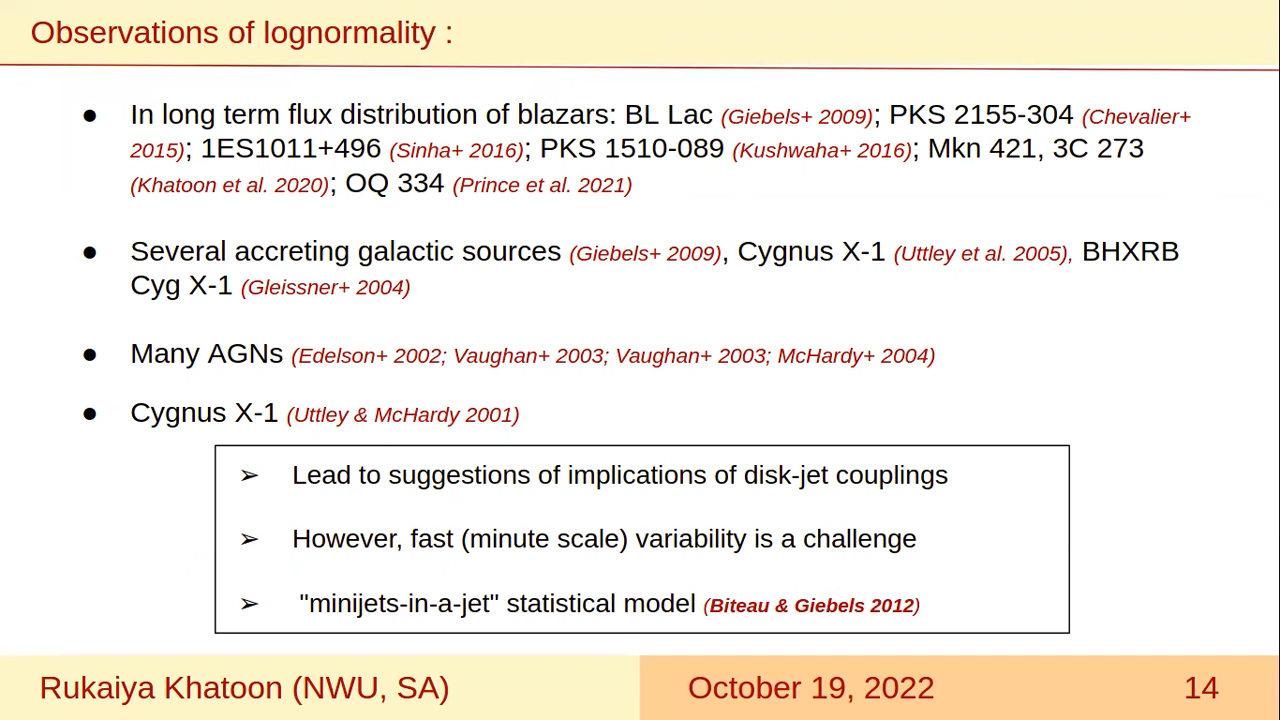 Observations of lognormality :
● In long term flux distribution of blazars: BL Lac (Giebels+ 2009); PKS 2155-304 (Chevalier+
2015); 1ES1011+496 (Sinha+ 2016); PKS 1510-089 (Kushwaha+ 2016); Mkn 421, 3C 273
(Khatoon et al. 2020); OQ 334 (Prince et al. 2021)
● Several accreting galactic sources (Giebels+ 2009), Cygnus X-1 (Uttley et al. 2005), BHXRB
Cyg X-1 (Gleissner+ 2004)
● Many AGNs (Edelson+ 2002; Vaughan+ 2003; Vaughan+ 2003; McHardy+ 2004)
● Cygnus X-1 (Uttley & McHardy 2001)
➢ Lead to suggestions of implications of disk-jet couplings
➢ However, fast (minute scale) variability is a challenge
➢ "minijets-in-a-jet" statistical model (Biteau & Giebels 2012)
Rukaiya Khatoon (NWU, SA) October 19, 2022 14